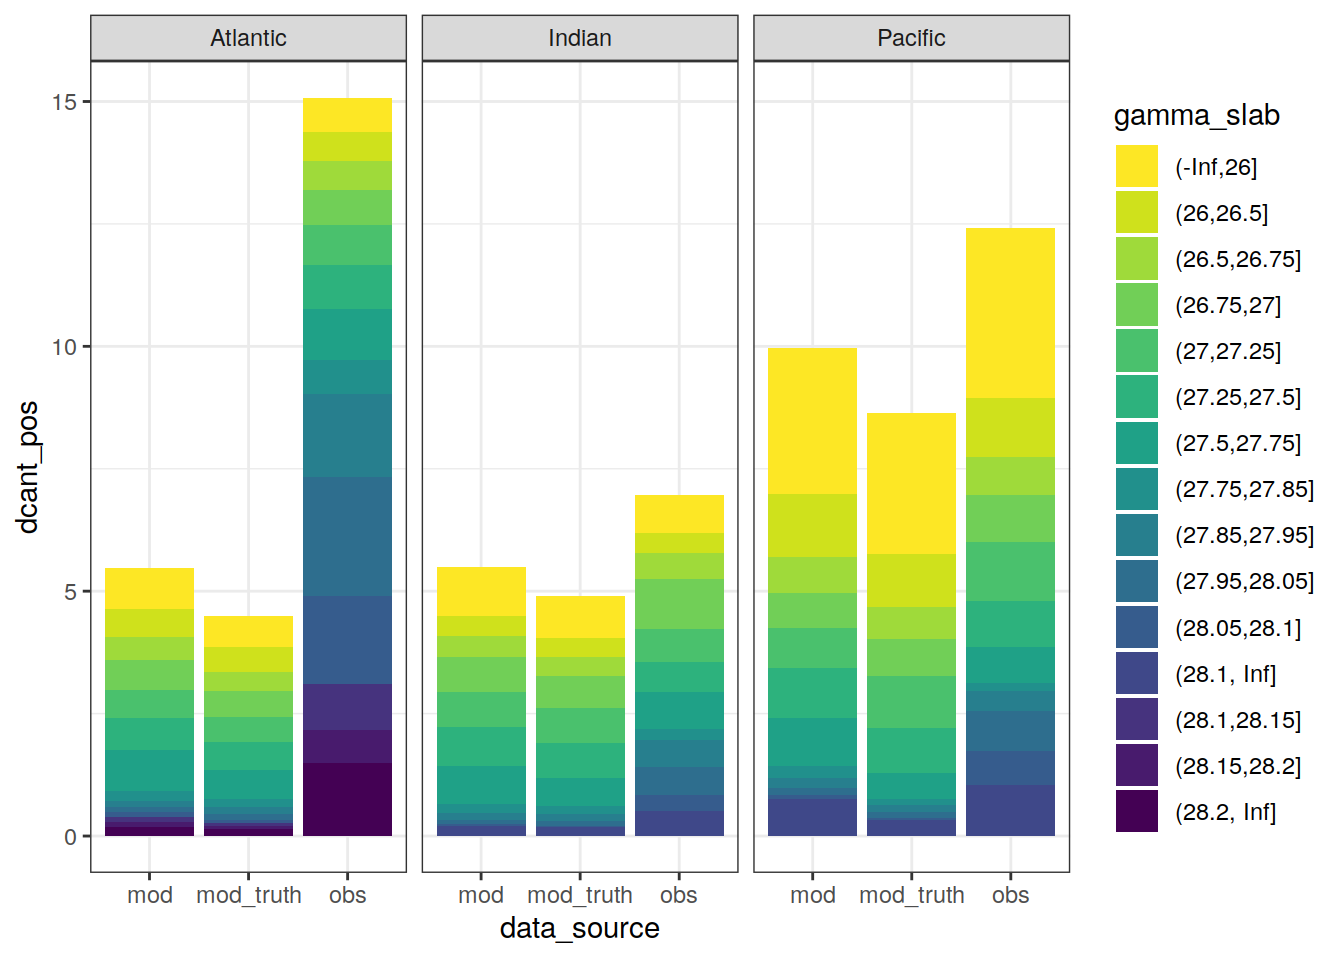 Atlantic Indian Pacific
15
10
5
0
dcant_pos
mod mod_truth obs mod mod_truth obs mod mod_truth obs
data_source
gamma_slab
(-Inf,26]
(26,26.5]
(26.5,26.75]
(26.75,27]
(27,27.25]
(27.25,27.5]
(27.5,27.75]
(27.75,27.85]
(27.85,27.95]
(27.95,28.05]
(28.05,28.1]
(28.1, Inf]
(28.1,28.15]
(28.15,28.2]
(28.2, Inf]